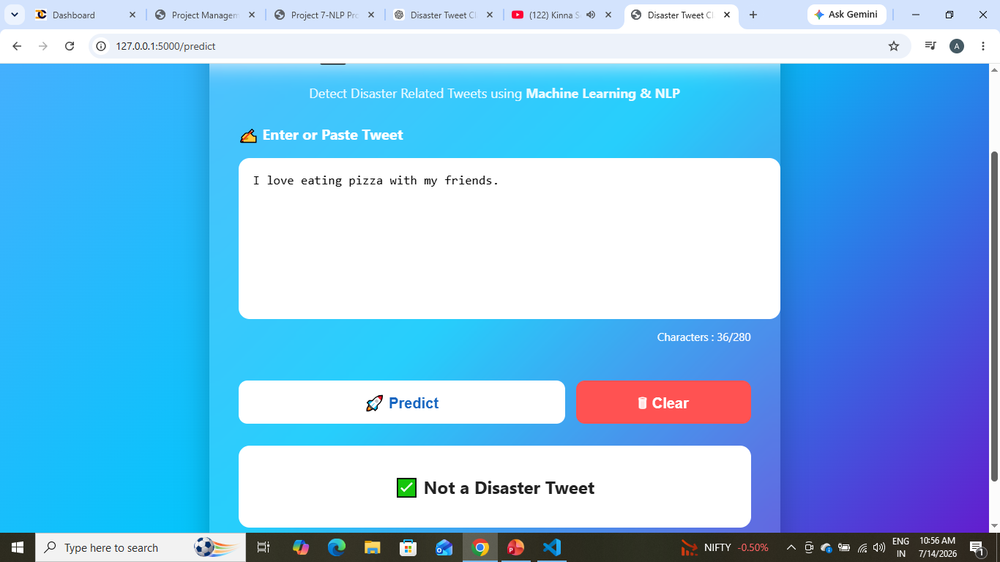 Dashboard
Project Managem
Project 7-NLP Pro
Disaster Tweet Cl
(122) Kinna S
Disaster Tweet Cl
Ask Gemini
127.0.0.1:5000/predict
A
Detect Disaster Related Tweets using Machine Learning & NLP
✍ Enter or Paste Tweet
I love eating pizza with my friends.
Characters : 36/280
🚀 Predict
🗑 Clear
✅ Not a Disaster Tweet
Type here to search
NIFTY -0.50%
ENG
IN
10:56 AM
7/14/2026
1